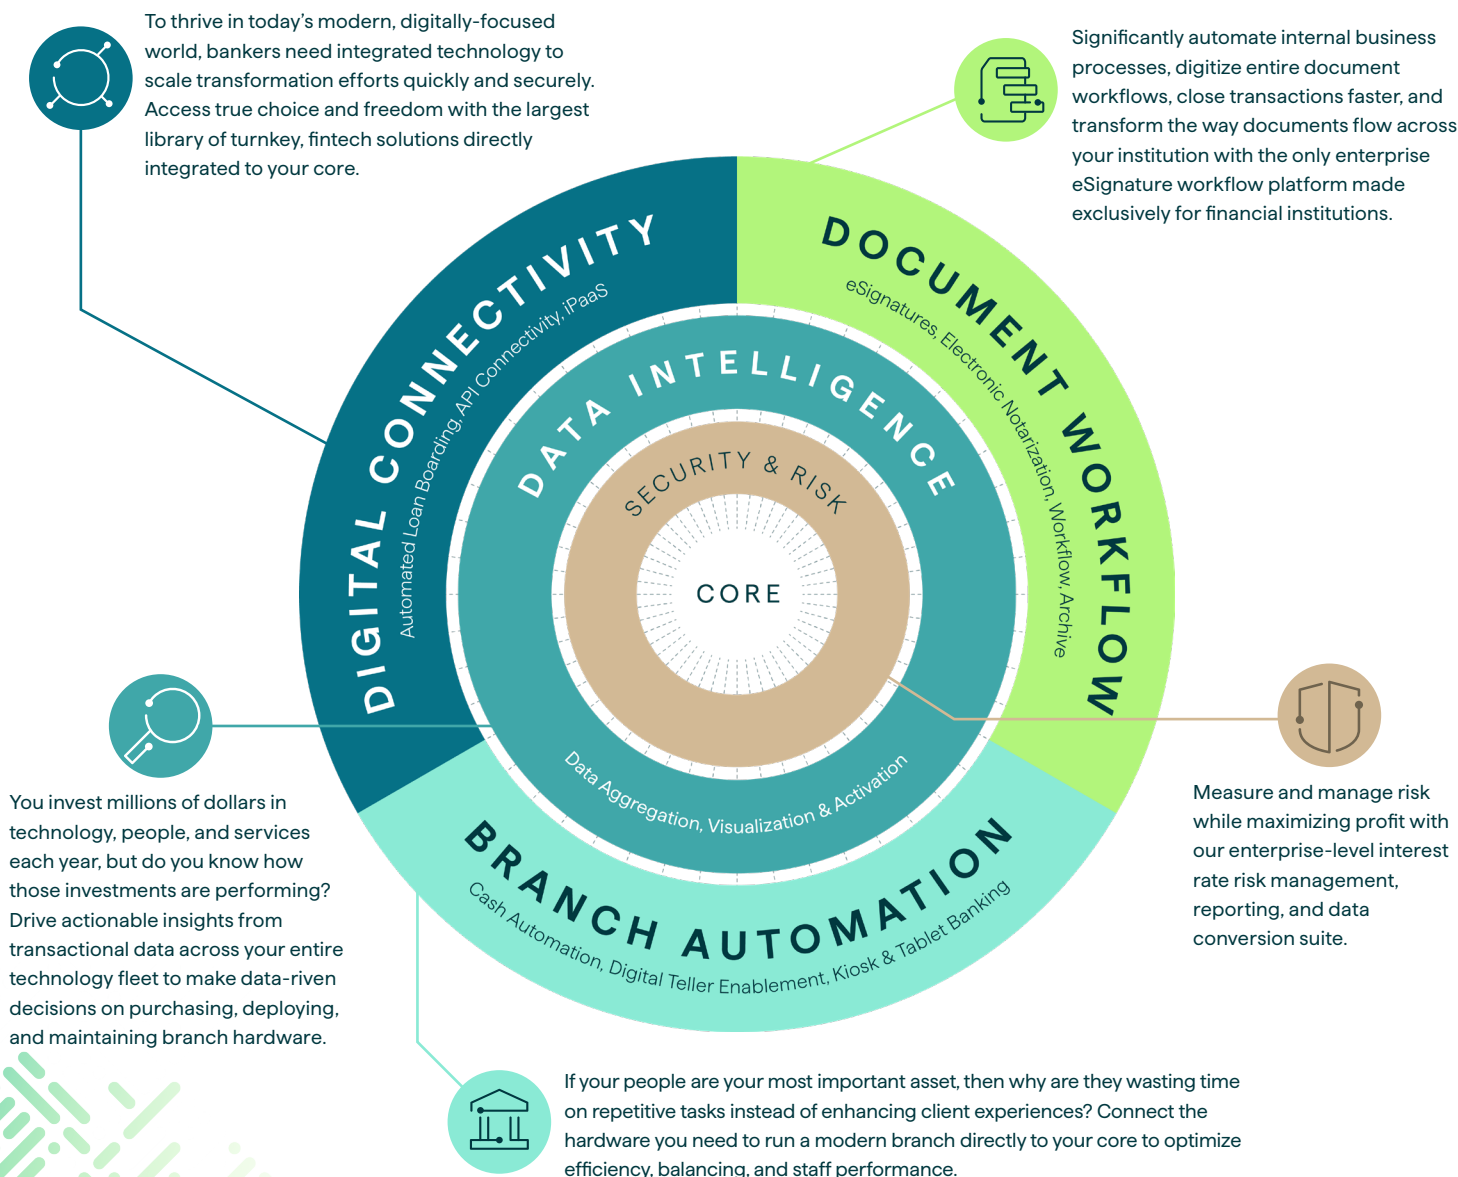 To thrive in today's modern, digitally-focused
world, bankers need integrated technology to
scale transformation efforts quickly and securely.
Access true choice and freedom with the largest
library of turnkey, fintech solutions directly
integrated to your core.
Significantly automate internal business
processes, digitize entire document
workflows, close transactions faster, and
transform the way documents flow across
your institution with the only enterprise
eSignature workflow platform made
exclusively for financial institutions.
DIGITAL CONNECTIVITY
Automated Loan Boarding, API Connectivity, iPaaS
DOCUMENT WORKFLOW
eSignatures, Electronic Notarization, Workflow, Archive
DATA INTELLIGENCE
SECURITY & RISK
CORE
Data Aggregation, Visualization & Activation
BRANCH AUTOMATION
Cash Automation, Digital Teller Enablement, Kiosk & Tablet Banking
You invest millions of dollars in
technology, people, and services
each year, but do you know how
those investments are performing?
Drive actionable insights from
transactional data across your entire
technology fleet to make data-riven
decisions on purchasing, deploying,
and maintaining branch hardware.
Measure and manage risk
while maximizing profit with
our enterprise-level interest
rate risk management,
reporting, and data
conversion suite.
If your people are your most important asset, then why are they wasting time
on repetitive tasks instead of enhancing client experiences? Connect the
hardware you need to run a modern branch directly to your core to optimize
efficiency, balancing, and staff performance.